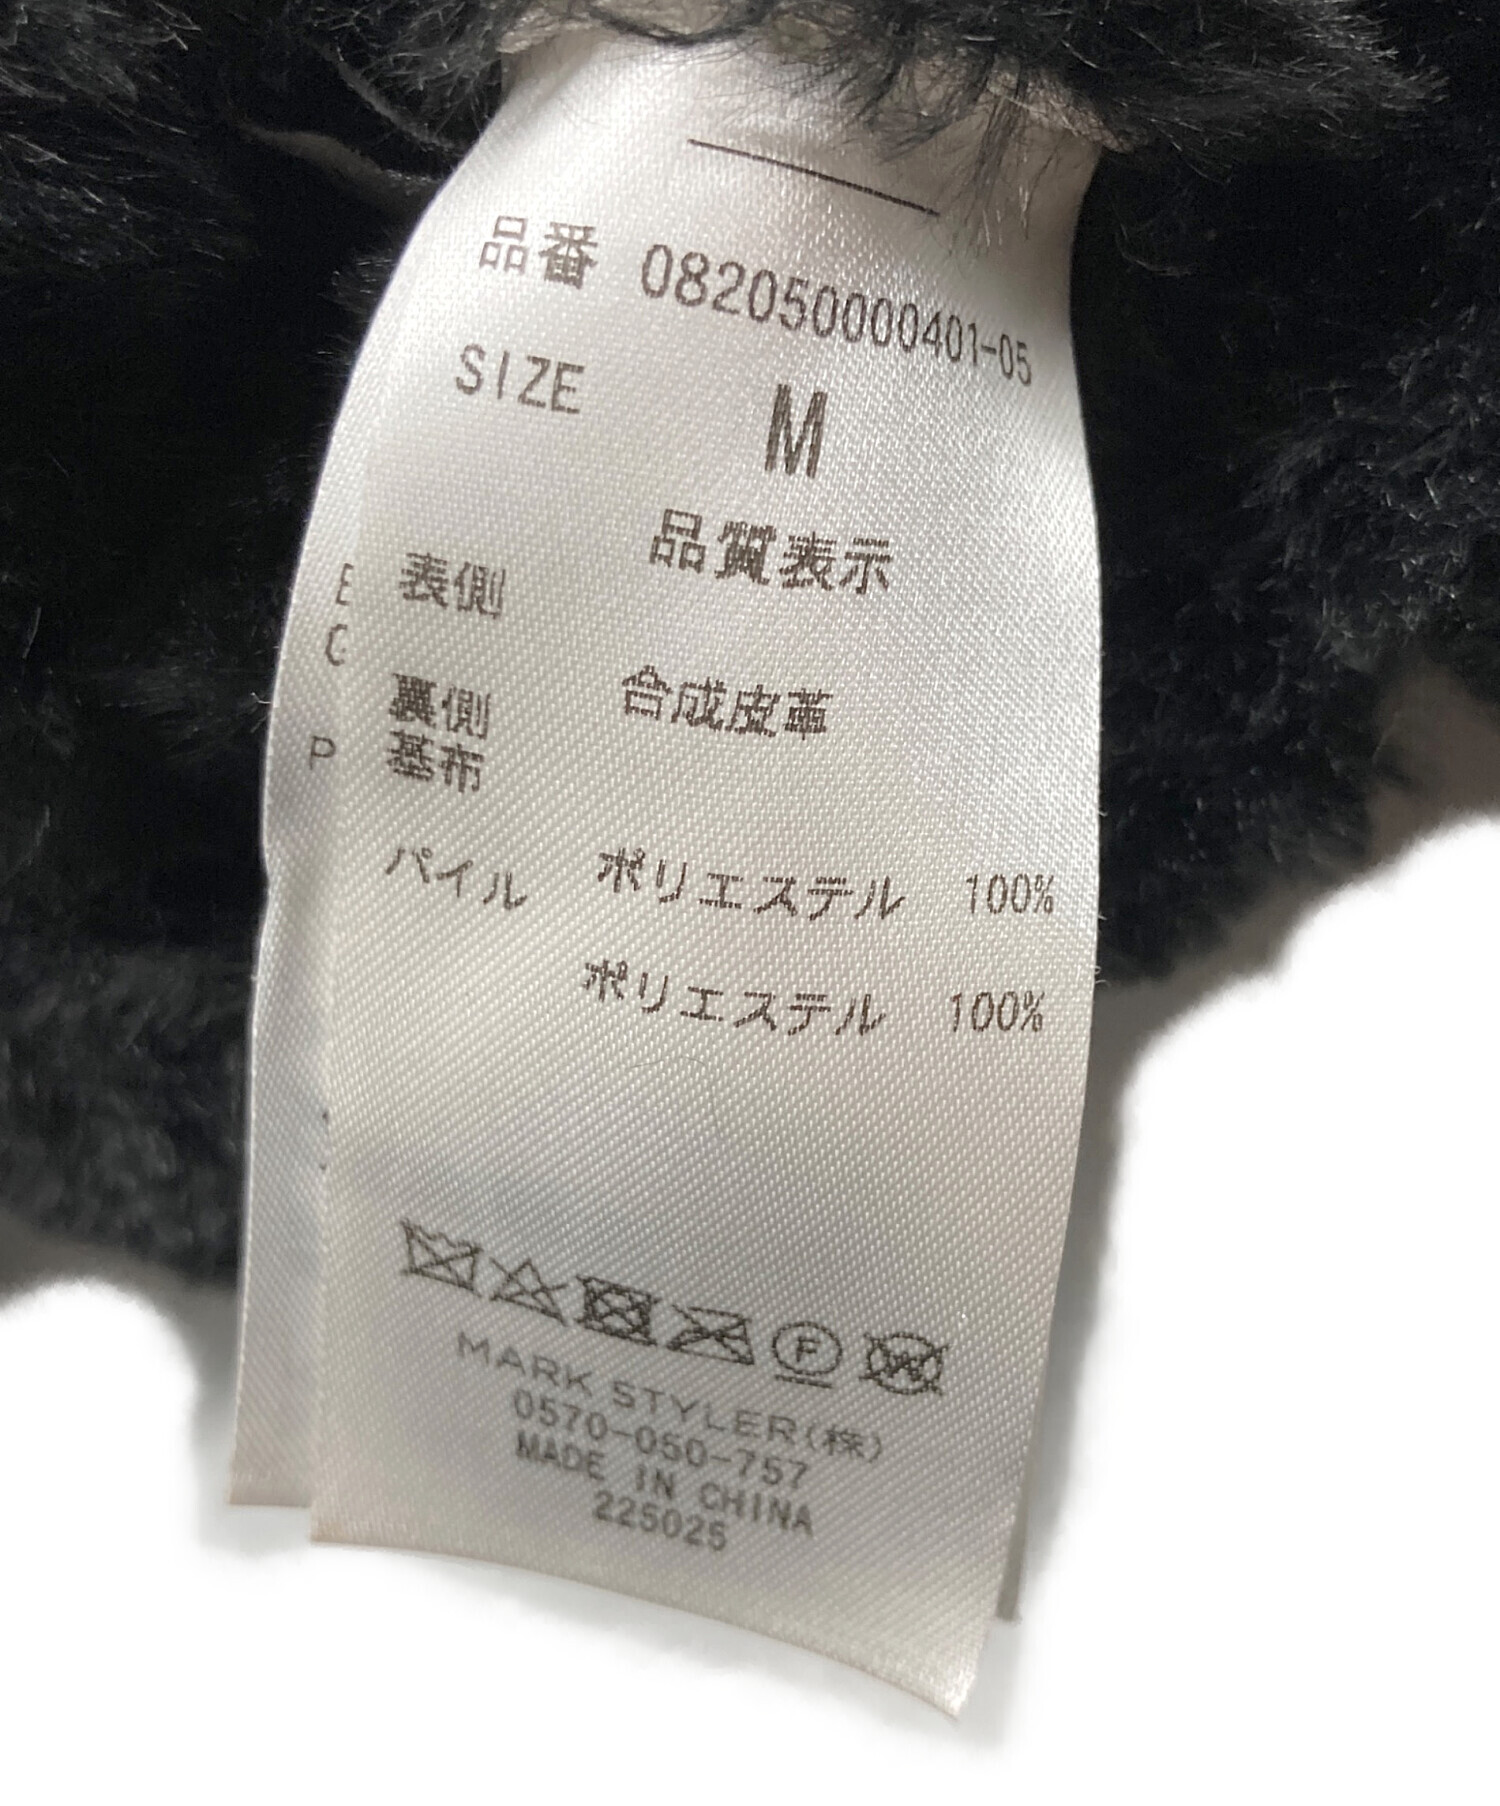 品番 082050000401-05
SIZE M
品質表示
表側
合成皮革
裏側
基布
ポリエステル 100%
パイル
ポリエステル 100%
F
W
MARK STYLER(株)
0570-050-757
MADE IN CHINA
225025